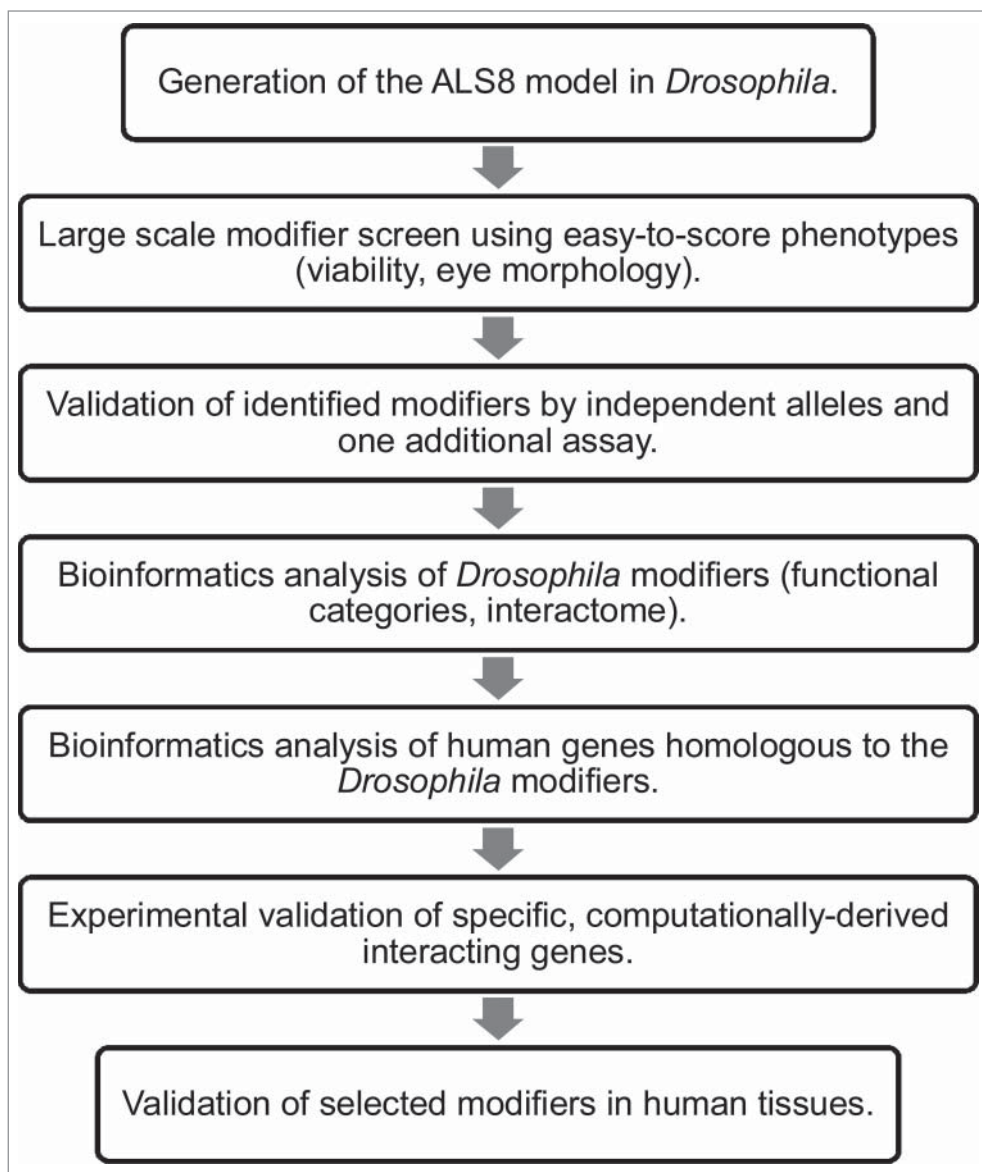 Generation of the ALS8 model in Drosophila.
Large scale modifier screen using easy-to-score phenotypes
(viability, eye morphology).
Validation of identified modifiers by independent alleles and
one additional assay.
Bioinformatics analysis of Drosophila modifiers (functional
categories, interactome).
Bioinformatics analysis of human genes homologous to the
Drosophila modifiers.
Experimental validation of specific, computationally-derived
interacting genes.
Validation of selected modifiers in human tissues.